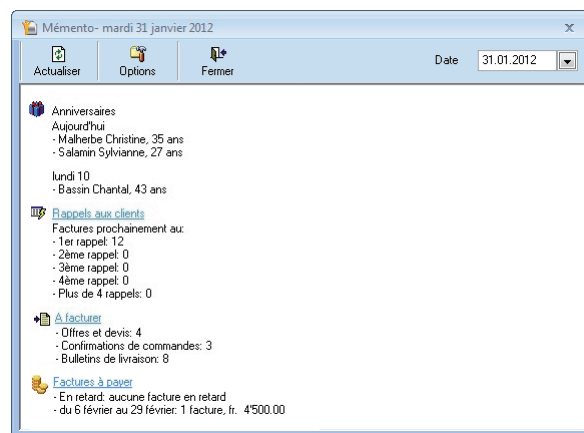 Mémento- mardi 31 janvier 2012
x
Actualiser
Options
Fermer
Date
31.01.2012
Anniversaires
Aujourd'hui
- Malherbe Christine, 35 ans
- Salamin Sylvianne, 27 ans
lundi 10
- Bassin Chantal, 43 ans
Rappels aux clients
Factures prochainement au:
- 1er rappel: 12
- 2ème rappel: 0
- 3ème rappel: 0
- 4ème rappel: 0
- Plus de 4 rappels: 0
A facturer
- Offres et devis: 4
- Confirmations de commandes: 3
- Bulletins de livraison: 8
Factures à payer
- En retard: aucune facture en retard
- du 6 février au 29 février: 1 facture, fr. 4'500.00